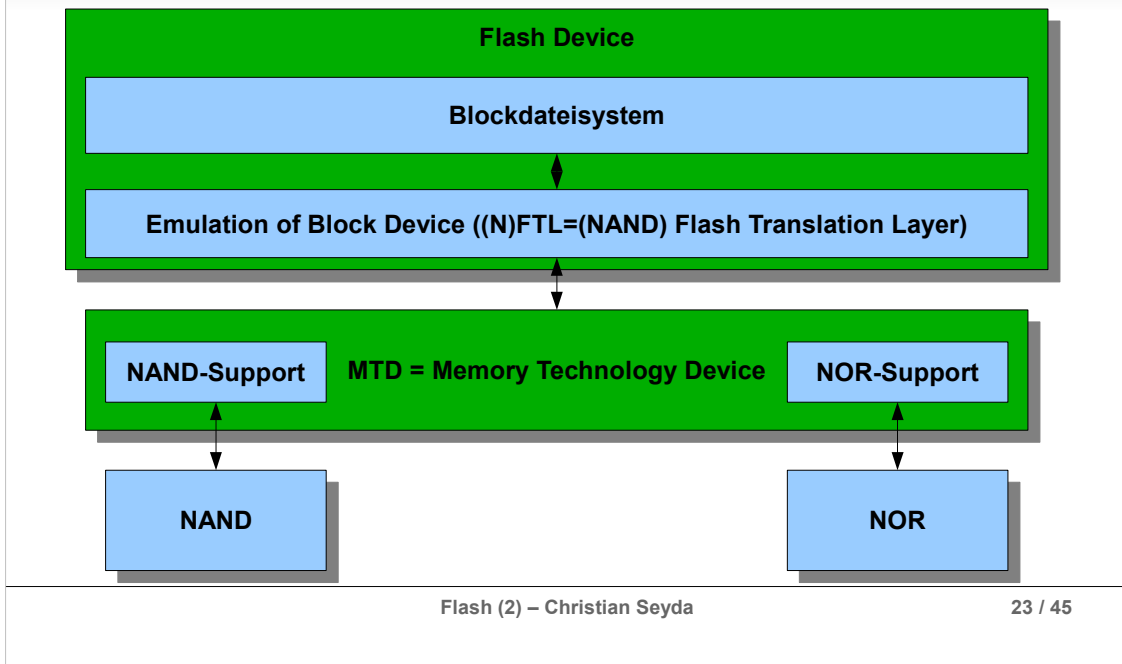 Flash Device
Blockdateisystem
Emulation of Block Device ((N)FTL=(NAND) Flash Translation Layer)
NAND-Support
MTD = Memory Technology Device
NOR-Support
NAND
NOR
Flash (2) – Christian Seyda
23 / 45